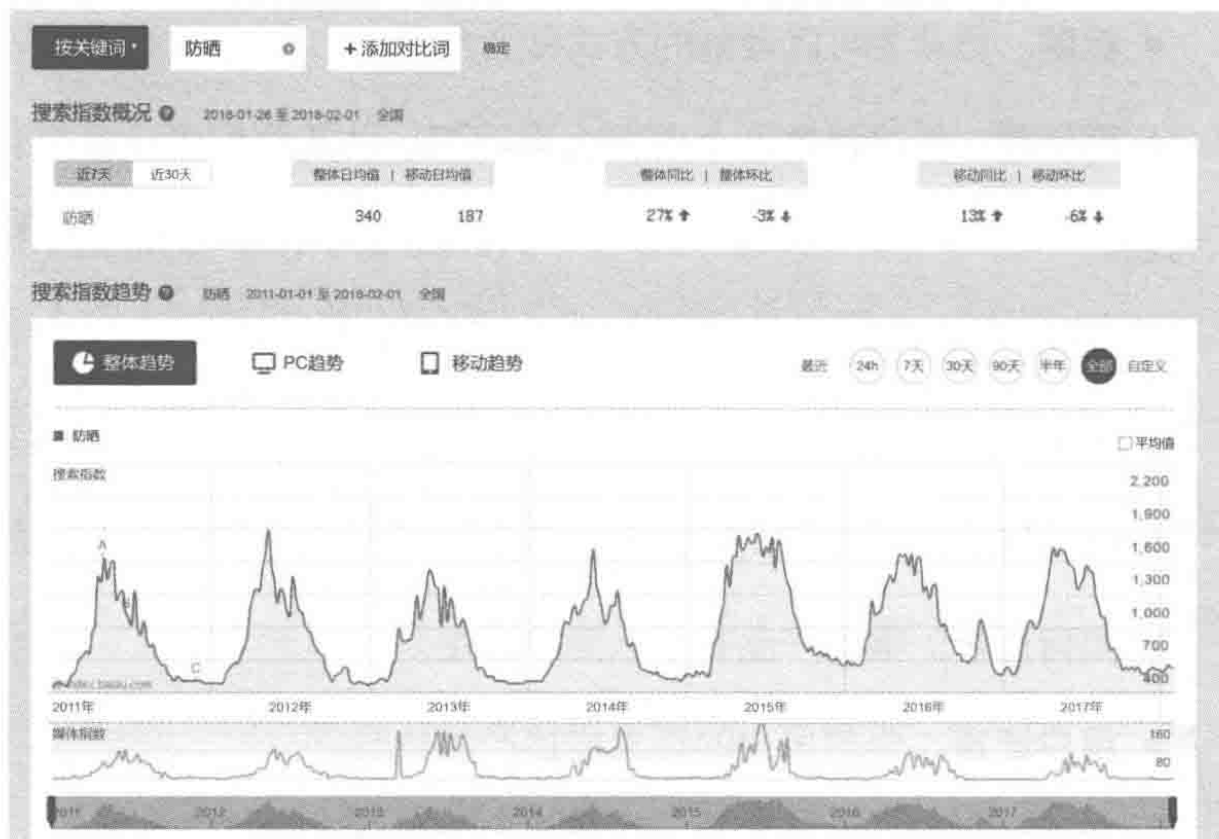 按关键词
防晒
+添加对比词
确定
搜索指数概况 2018-01-26 至 2018-02-01 全国
近7天 近30天 整体日均值 | 移动日均值 整体同比 | 整体环比 移动同比 | 移动环比
防晒 340 187 27% -3% 13% -6%
搜索指数趋势 防晒 2011-01-01 至 2018-02-01 全国
整体趋势 PC趋势 移动趋势 最近 24h 7天 30天 90天 半年 全部 自定义
防晒 平均值
搜索指数
2,200
1,900
A 1,600
1,300
1,000
700
C
400
2011年 2012年 2013年 2014年 2015年 2016年 2017年
媒体指数 160
80
2011 2012 2013 2014 2015 2016 2017